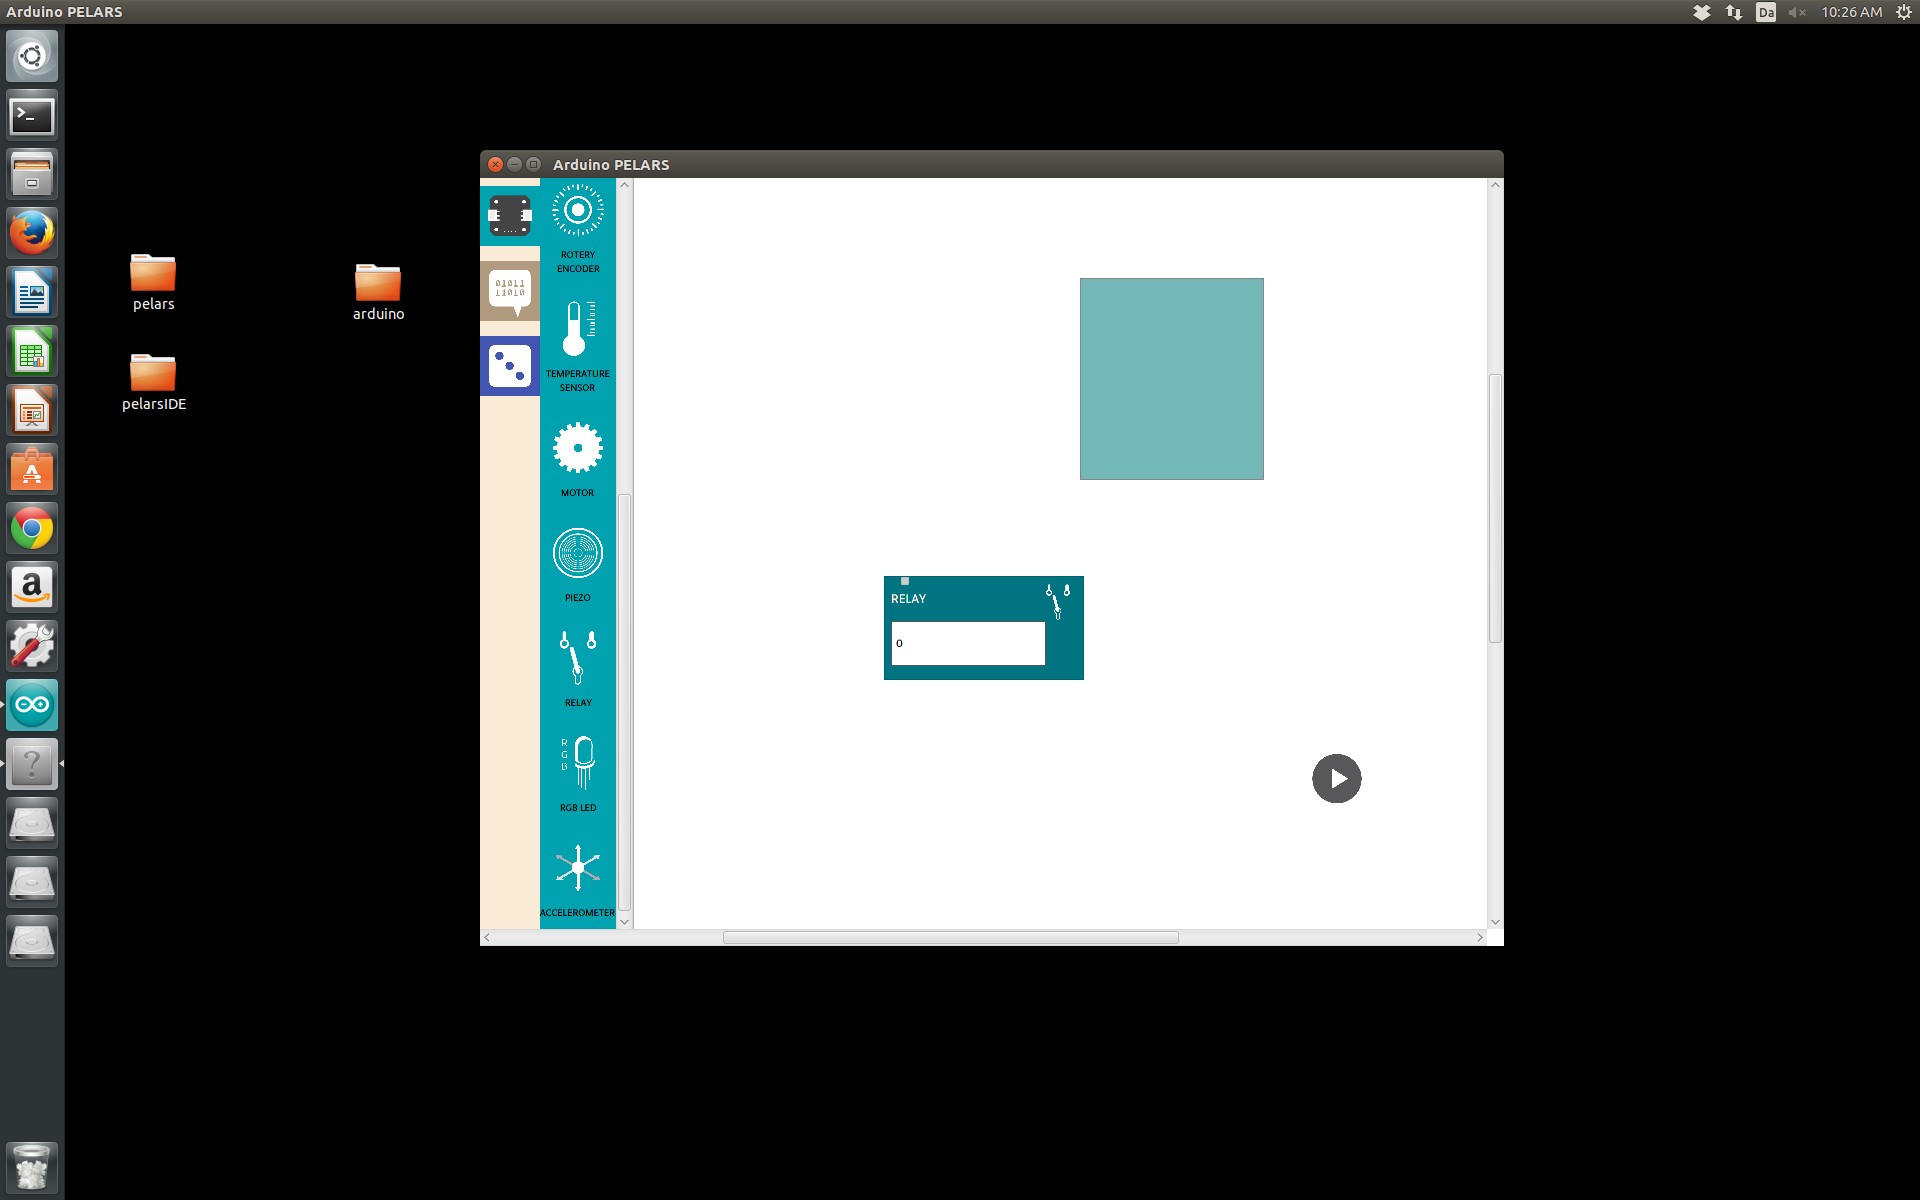 Arduino PELARS
Da
10:26 AM
pelars
arduino
pelarsIDE
Arduino PELARS
01011
11010
ROTERY
ENCODER
TEMPERATURE
SENSOR
MOTOR
PIEZO
RELAY
R
G
B
RGB LED
ACCELEROMETER
RELAY
0